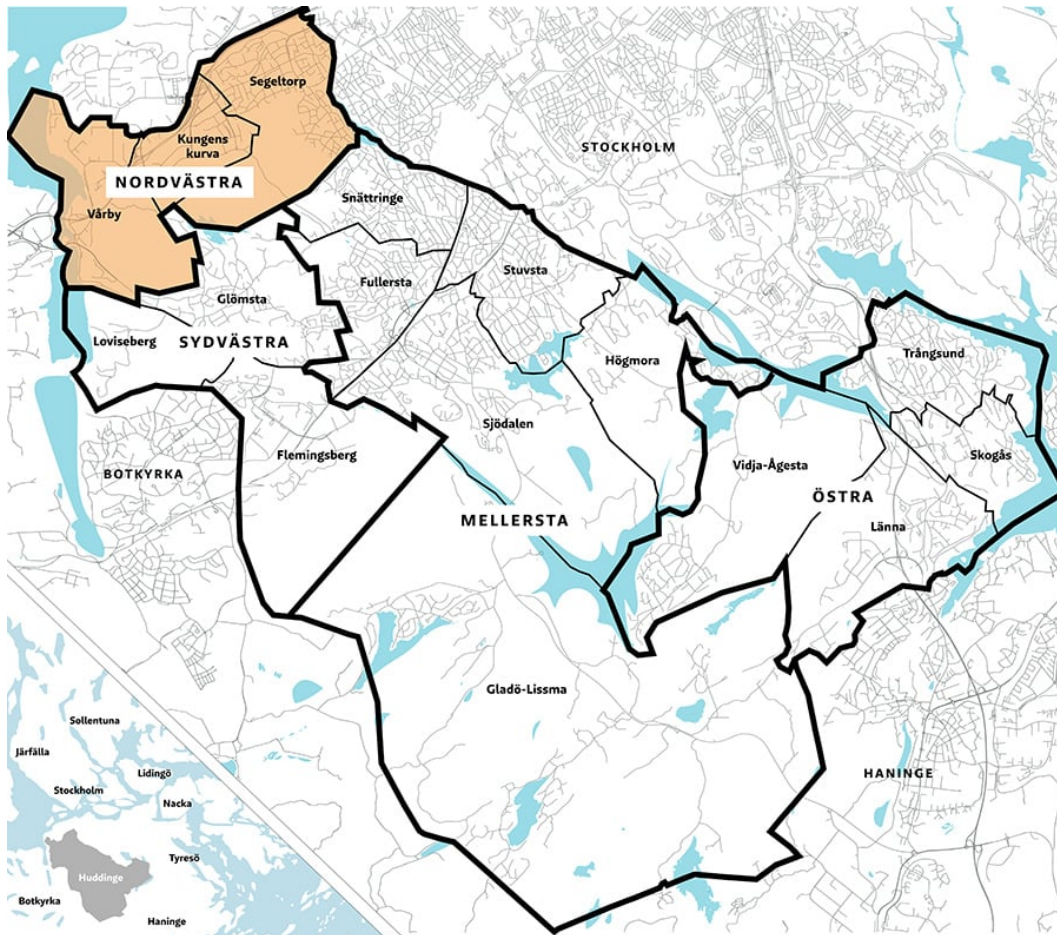 Segeltorp
Kungens
kurva
STOCKHOLM
NORDVÄSTRA
Snättringe
Vårby
Stuvsta
Fullersta
Glömsta
Loviseberg
SYDVÄSTRA
Högmora
Trångsund
Sjödalen
Flemingsberg
Skogås
BOTKYRKA
Vidja-Ågesta
ÖSTRA
MELLERSTA
Länna
Gladö-Lissma
HANINGE
Sollentuna
Järfälla
Lidingö
Stockholm
Nacka
Tyresö
Huddinge
Botkyrka
Haninge